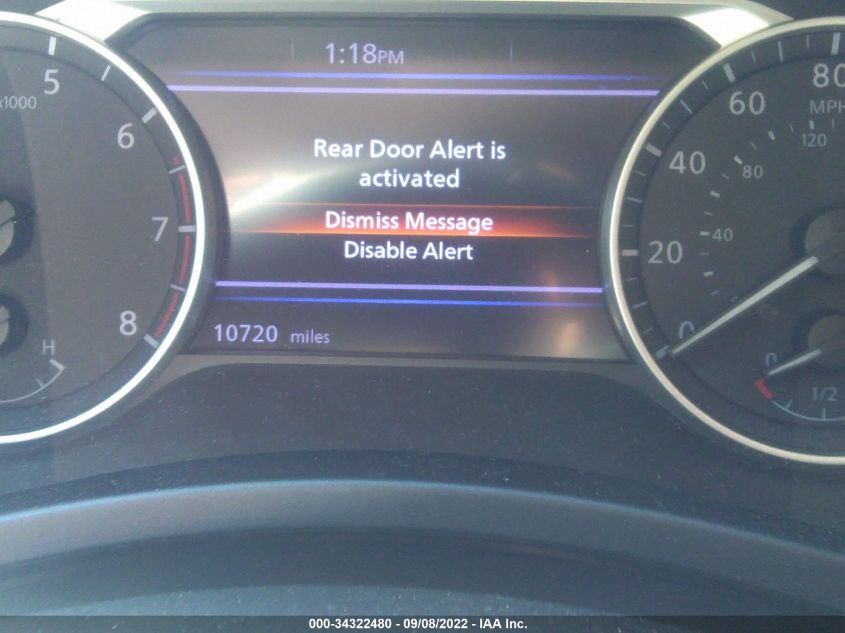 1:18PM
5
x1000
6
7
8
H
Rear Door Alert is
activated
Dismiss Message
Disable Alert
10720 miles
80
MPH
60
120
40
80
40
20
0
0
1/2
000-34322480 - 09/08/2022 - IAA Inc.